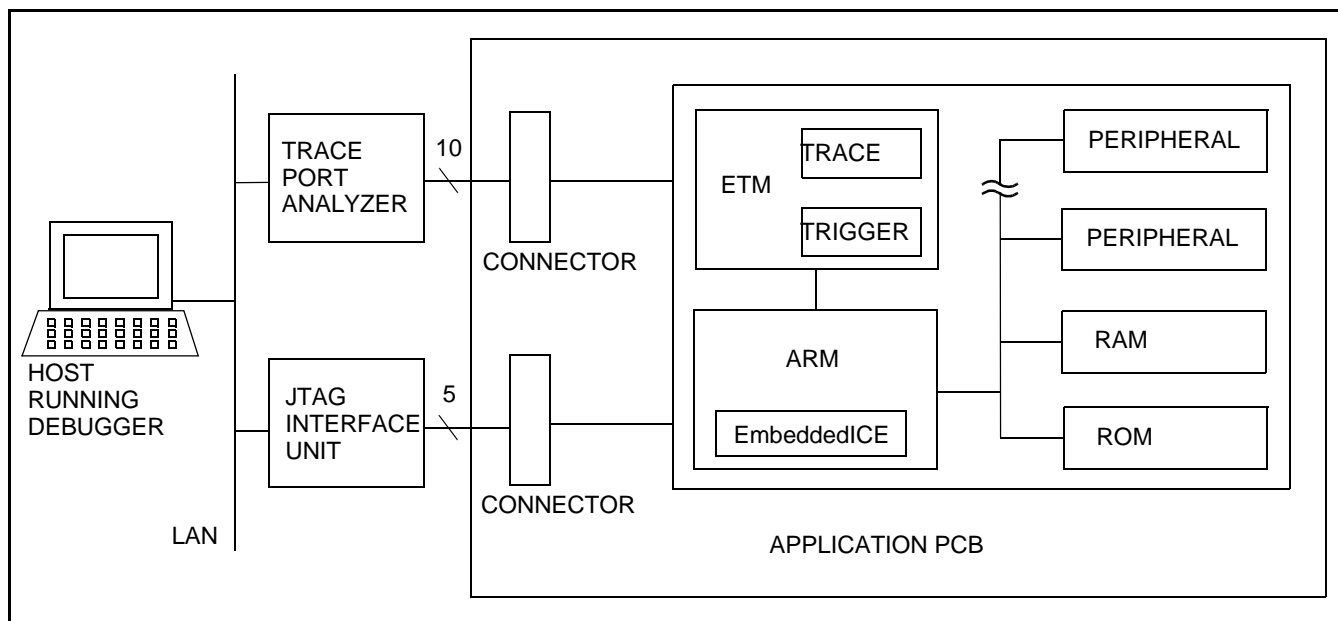 TRACE
PORT
ANALYZER
10
CONNECTOR
ETM
TRACE
TRIGGER
PERIPHERAL
PERIPHERAL
HOST
RUNNING
DEBUGGER
JTAG
INTERFACE
UNIT
5
CONNECTOR
ARM
EmbeddedICE
RAM
ROM
LAN
APPLICATION PCB